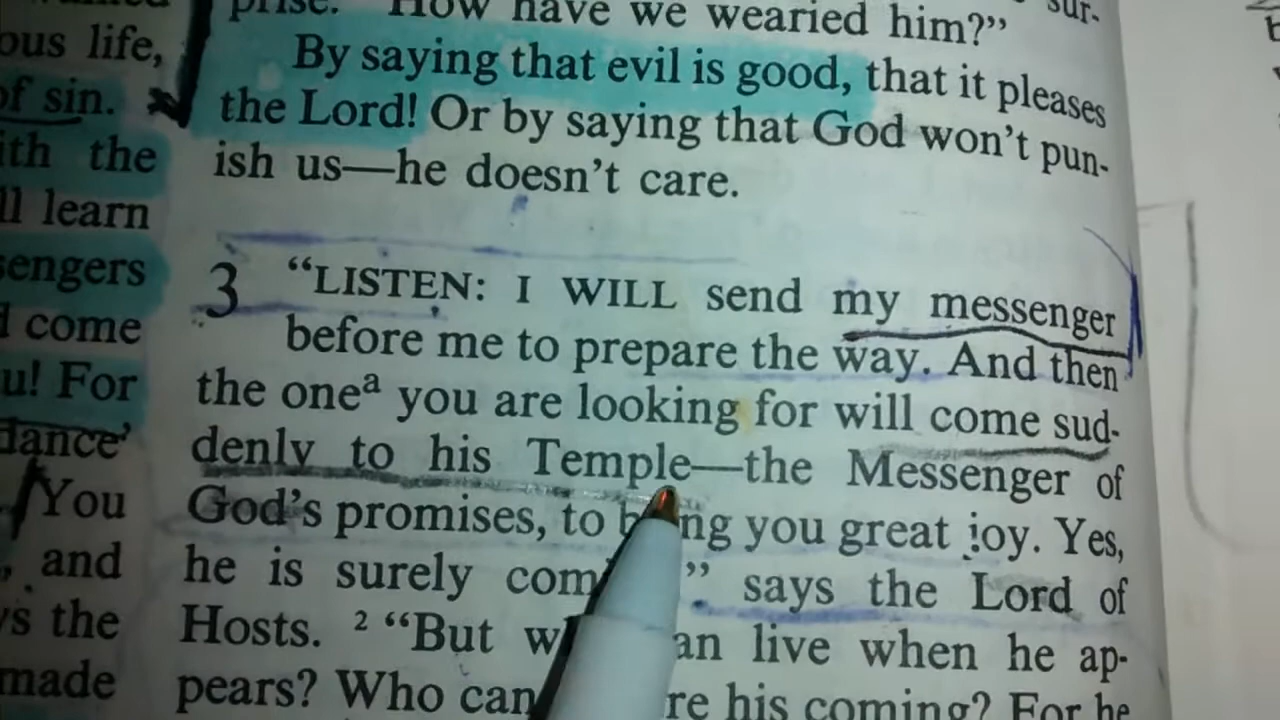 ous life,
of sin.
ith the
ll learn
sengers
d come
u! For
dance'
You
, and
ys the
made
prise. "How have we wearied him?" sur-
By saying that evil is good, that it pleases
the Lord! Or by saying that God won't pun-
ish us—he doesn't care.
3 "LISTEN: I WILL send my messenger
before me to prepare the way. And then
the oneᵃ you are looking for will come sud-
denly to his Temple—the Messenger of
God's promises, to b ng you great joy. Yes,
he is surely com " says the Lord of
Hosts. ² "But w an live when he ap-
pears? Who can re his coming? For he